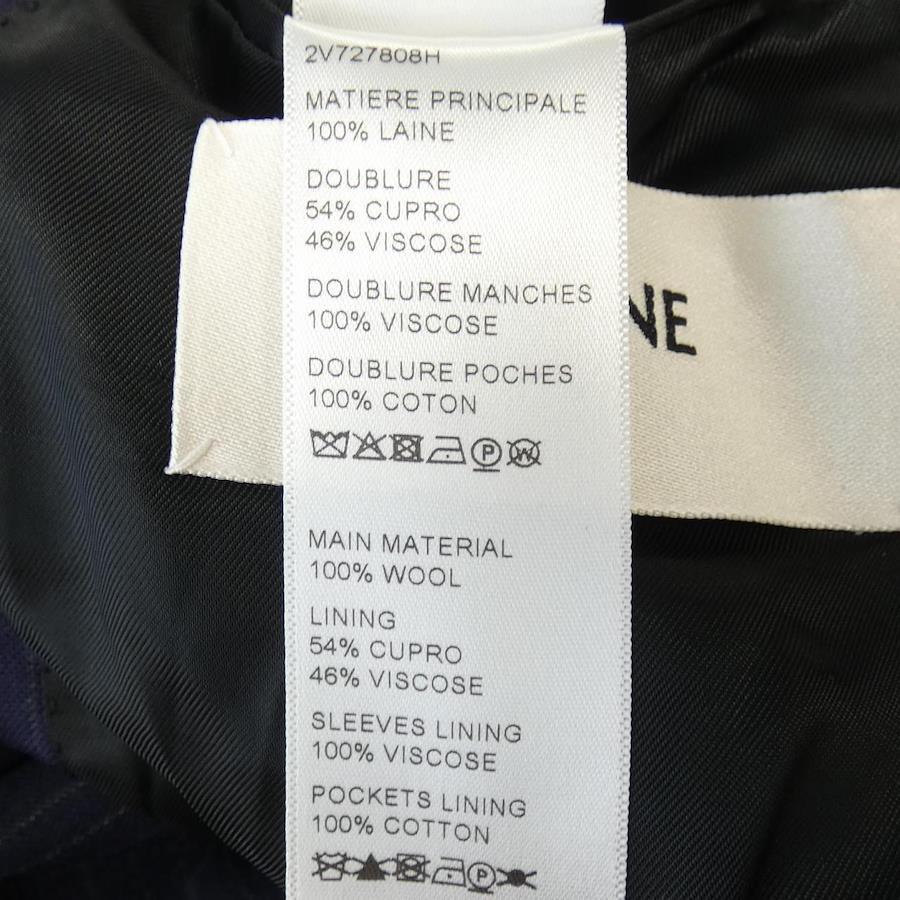 2V727808H
MATIERE PRINCIPALE
100% LAINE
DOUBLURE
54% CUPRO
46% VISCOSE
DOUBLURE MANCHES
100% VISCOSE
DOUBLURE POCHES
100% COTON
P W
MAIN MATERIAL
100% WOOL
LINING
54% CUPRO
46% VISCOSE
SLEEVES LINING
100% VISCOSE
POCKETS LINING
100% COTTON
P
NE